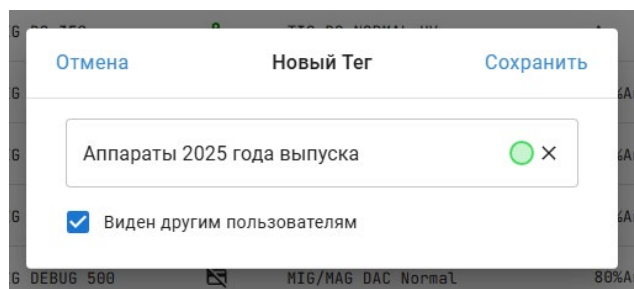 Отмена Новый Тег Сохранить
Аппараты 2025 года выпуска
Виден другим пользователям
G DEBUG 500 MIG/MAG DAC Normal 80%A